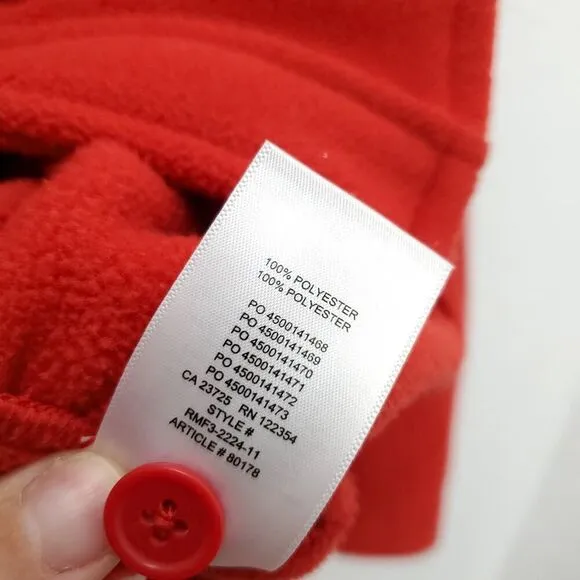 100% POLYESTER
100% POLYESTER
PO 4500141468
PO 4500141469
PO 4500141470
PO 4500141471
PO 4500141472
PO 4500141473
CA 23725 RN 122354
STYLE #
RMF3-2224-11
ARTICLE # 80178